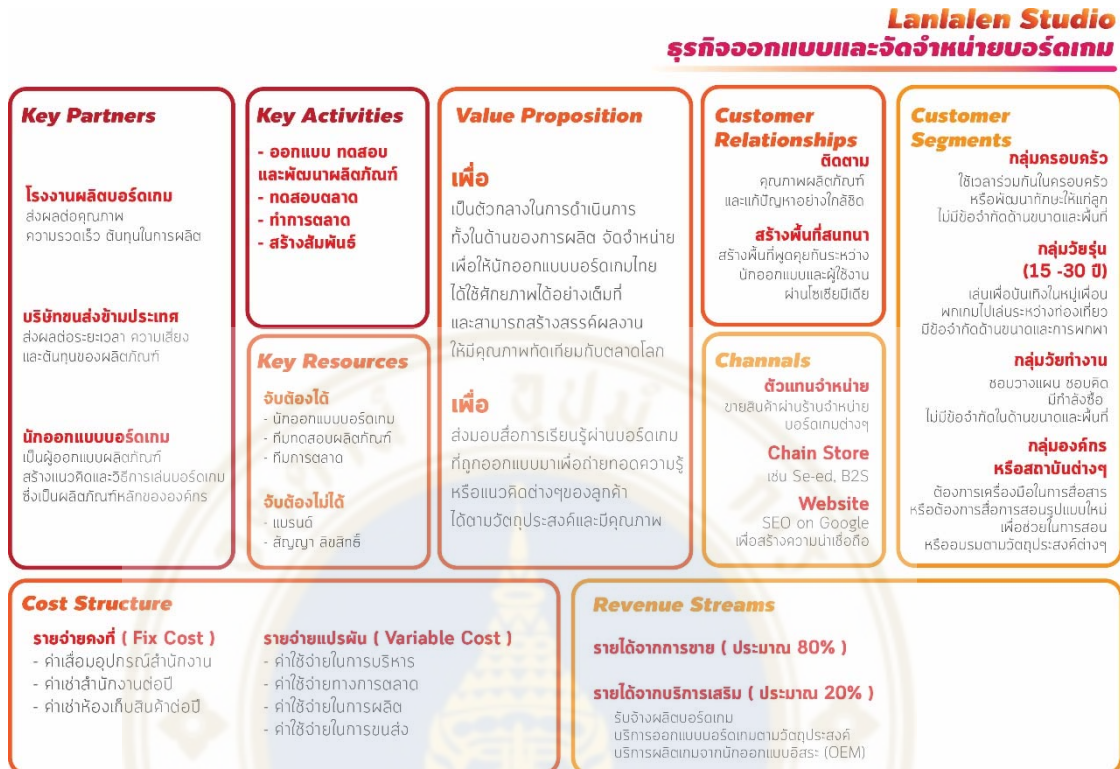 Lanlalen Studio
ธุรกิจออกแบบและจัดจำหน่ายบอร์ดเกม
Key Partners
โรงงานผลิตบอร์ดเกม
ส่งผลต่อคุณภาพ
ความรวดเร็ว ต้นทุนในการผลิต
บริษัทขนส่งข้ามประเทศ
ส่งผลต่อระยะเวลา ความเสี่ยง
และต้นทุนของผลิตภัณฑ์
นักออกแบบบอร์ดเกม
เป็นผู้ออกแบบผลิตภัณฑ์
สร้างแนวคิดและวิธีการเล่นบอร์ดเกม
ซึ่งเป็นผลิตภัณฑ์หลักขององค์กร
Key Activities
- ออกแบบ ทดสอบ
และพัฒนาผลิตภัณฑ์
- ทดสอบตลาด
- ทำการตลาด
- สร้างสัมพันธ์
Key Resources
จับต้องได้
- นักออกแบบบอร์ดเกม
- ทีมทดสอบผลิตภัณฑ์
- ทีมการตลาด
จับต้องไม่ได้
- แบรนด์
- สัญญา ลิขสิทธิ์
Value Proposition
เพื่อ
เป็นตัวกลางในการดำเนินการ
ทั้งในด้านของการผลิต จัดจำหน่าย
เพื่อให้นักออกแบบบอร์ดเกมไทย
ได้ใช้ศักยภาพได้อย่างเต็มที่
และสามารถสร้างสรรค์ผลงาน
ให้มีคุณภาพทัดเทียมกับตลาดโลก
เพื่อ
ส่งมอบสื่อการเรียนรู้ผ่านบอร์ดเกม
ที่ถูกออกแบบมาเพื่อถ่ายทอดความรู้
หรือแนวคิดต่างๆของลูกค้า
ได้ตามวัตถุประสงค์และมีคุณภาพ
Customer
Relationships
ติดตาม
คุณภาพผลิตภัณฑ์
และแก้ปัญหาอย่างใกล้ชิด
สร้างพื้นที่สนทนา
สร้างพื้นที่พูดคุยกันระหว่าง
นักออกแบบและผู้ใช้งาน
ผ่านโซเชียมีเดีย
Channals
ตัวแทนจำหน่าย
ขายสินค้าผ่านร้านจำหน่าย
บอร์ดเกมต่างๆ
Chain Store
เช่น Se-ed, B2S
Website
SEO on Google
เพื่อสร้างความน่าเชื่อถือ
Customer
Segments
กลุ่มครอบครัว
ใช้เวลาร่วมกันในครอบครัว
หรือพัฒนาทักษะให้แก่ลูก
ไม่มีข้อจำกัดด้านขนาดและพื้นที่
กลุ่มวัยรุ่น
(15 -30 ปี)
เล่นเพื่อบันเทิงในหมู่เพื่อน
พกเกมไปเล่นระหว่างท่องเที่ยว
มีข้อจำกัดด้านขนาดและการพกพา
กลุ่มวัยทำงาน
ชอบวางแผน ชอบคิด
มีกำลังซื้อ
ไม่มีข้อจำกัดในด้านขนาดและพื้นที่
กลุ่มองค์กร
หรือสถาบันต่างๆ
ต้องการเครื่องมือในการสื่อสาร
หรือต้องการสื่อการสอนรูปแบบใหม่
เพื่อช่วยในการสอน
หรืออบรมตามวัตถุประสงค์ต่างๆ
Cost Structure
รายจ่ายคงที่ ( Fix Cost )
- ค่าเสื่อมอุปกรณ์สำนักงาน
- ค่าเช่าสำนักงานต่อปี
- ค่าเช่าห้องเก็บสินค้าต่อปี
รายจ่ายแปรผัน ( Variable Cost )
- ค่าใช้จ่ายในการบริหาร
- ค่าใช้จ่ายทางการตลาด
- ค่าใช้จ่ายในการผลิต
- ค่าใช้จ่ายในการขนส่ง
Revenue Streams
รายได้จากการขาย ( ประมาณ 80% )
รายได้จากบริการเสริม ( ประมาณ 20% )
รับจ้างผลิตบอร์ดเกม
บริการออกแบบบอร์ดเกมตามวัตถุประสงค์
บริการผลิตเกมจากนักออกแบบอิสระ (OEM)